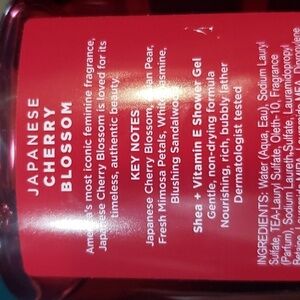 JAPANESE
CHERRY
BLOSSOM
America's most iconic feminine fragrance,
Japanese Cherry Blossom is loved for its
timeless, authentic beauty.
KEY NOTES
Japanese Cherry Blossom, Asian Pear,
Fresh Mimosa Petals, White Jasmine,
Blushing Sandalwood
Shea + Vitamin E Shower Gel
Gentle, non-drying formula
Nourishing, rich, bubbly lather
Dermatologist tested
INGREDIENTS: Water (Aqua, Eau), Sodium Lauryl
Sulfate, TEA-Lauryl Sulfate, Oleth-10, Fragrance
(Parfum), Sodium Laureth Sulfate, Lauramidopropyl